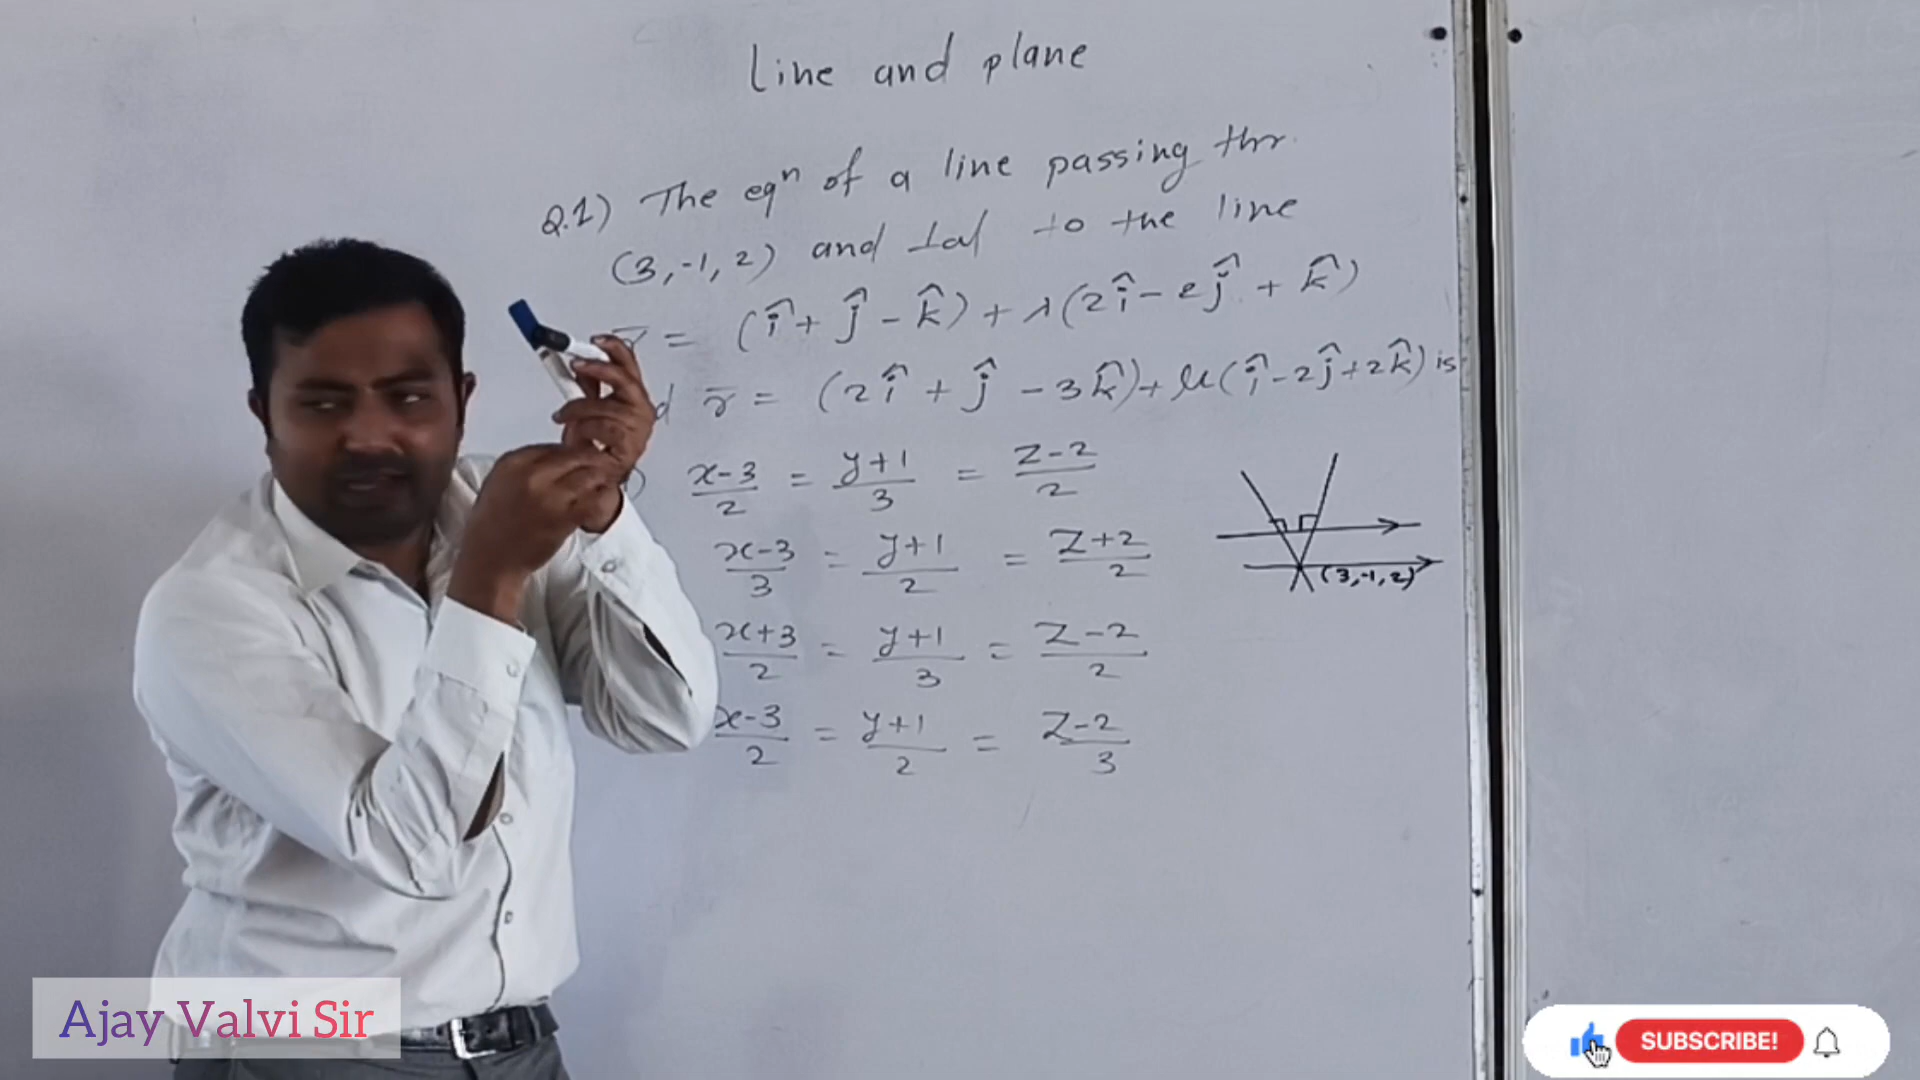 Line and plane
Q.1) The eqⁿ of a line passing thr.
(3,-1,2) and ⊥al to the line
r̄ = (î + ĵ - k̂) + λ(2î - 2ĵ + k̂)
r̄ = (2î + ĵ - 3k̂) + μ(î - 2ĵ + 2k̂) is
x-3/2 = y+1/3 = z-2/2
x-3/3 = y+1/2 = z+2/2
(3,-1,2)
x+3/2 = y+1/3 = z-2/2
x-3/2 = y+1/2 = z-2/3
Ajay Valvi Sir
SUBSCRIBE!